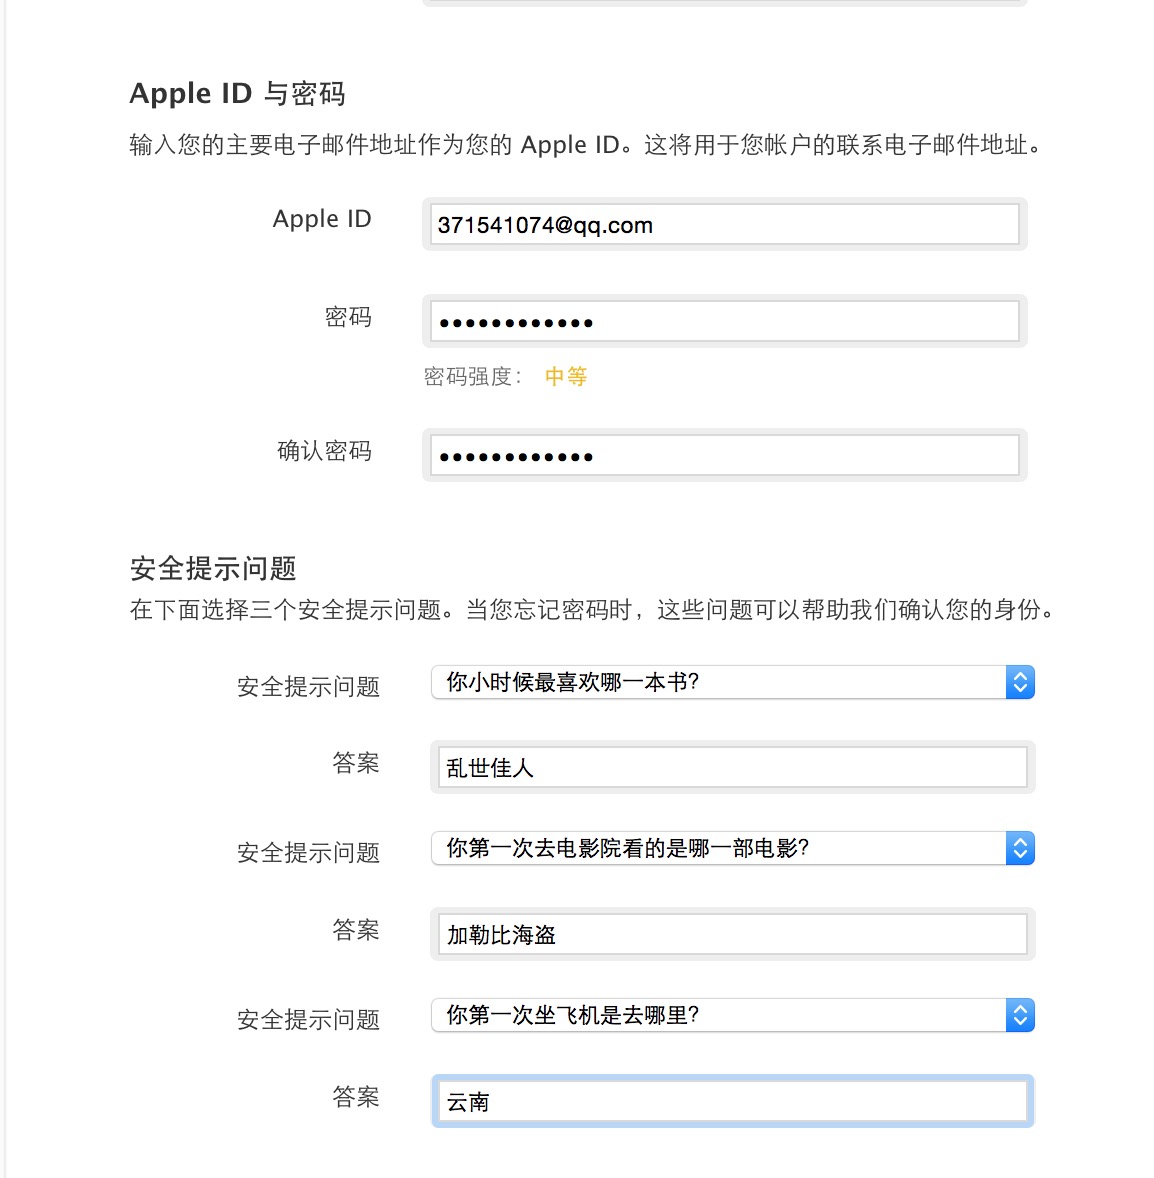 Apple ID 与密码
输入您的主要电子邮件地址作为您的 Apple ID。这将用于您帐户的联系电子邮件地址。
Apple ID 371541074@qq.com
密码 ••••••••••••
密码强度： 中等
确认密码 ••••••••••••
安全提示问题
在下面选择三个安全提示问题。当您忘记密码时，这些问题可以帮助我们确认您的身份。
安全提示问题 你小时候最喜欢哪一本书？
答案 乱世佳人
安全提示问题 你第一次去电影院看的是哪一部电影？
答案 加勒比海盗
安全提示问题 你第一次坐飞机是去哪里？
答案 云南